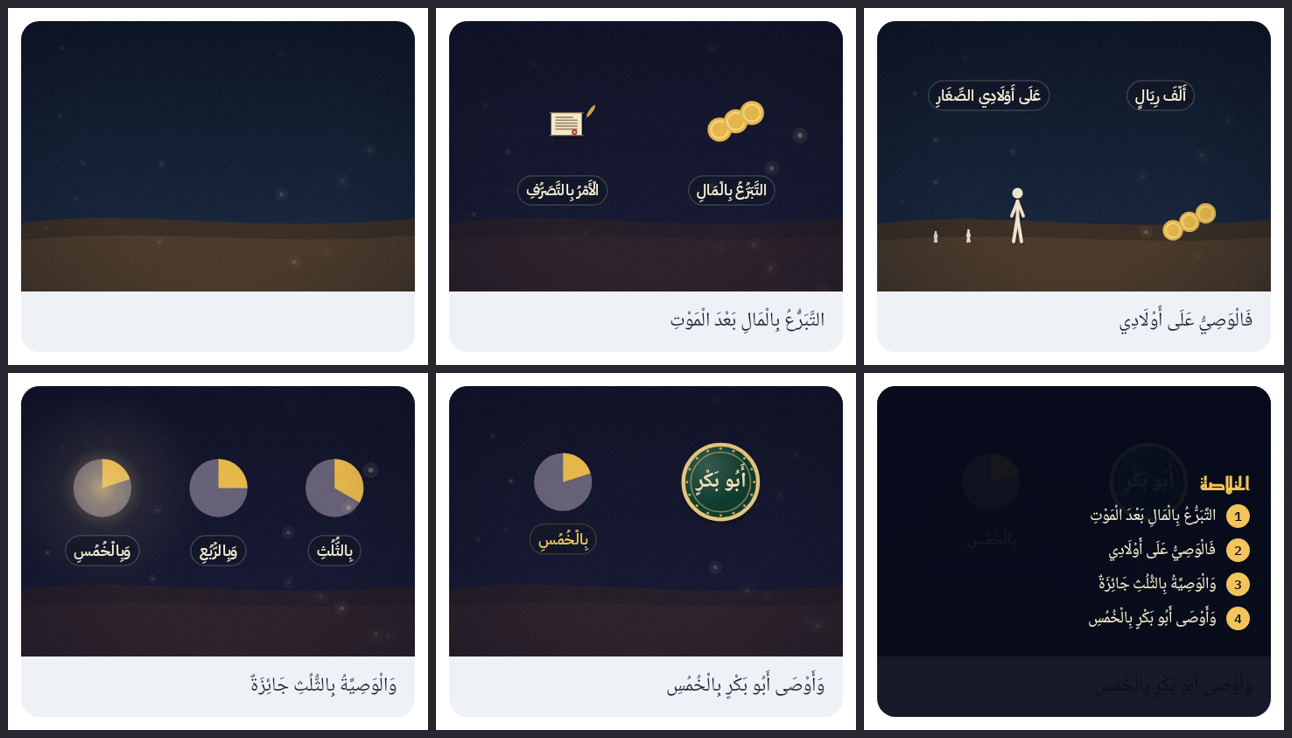 التَّبَرُّعُ بِالْمَالِ
الْأَمْرُ بِالتَّصَرُّفِ
التَّبَرُّعُ بِالْمَالِ بَعْدَ الْمَوْتِ
أَلْفَ رِيَالٍ
عَلَى أَوْلَادِي الصِّغَارِ
فَالْوَصِيُّ عَلَى أَوْلَادِي
بِالثُّلُثِ
وَبِالرُّبُعِ
وَبِالْخُمُسِ
وَالْوَصِيَّةُ بِالثُّلُثِ جَائِزَةٌ
أَبُو بَكْرٍ
بِالْخُمُسِ
وَأَوْصَى أَبُو بَكْرٍ بِالْخُمُسِ
أَبُو بَكْرٍ
بِالْخُمُسِ
الخلاصة
1 التَّبَرُّعُ بِالْمَالِ بَعْدَ الْمَوْتِ
2 فَالْوَصِيُّ عَلَى أَوْلَادِي
3 وَالْوَصِيَّةُ بِالثُّلُثِ جَائِزَةٌ
4 وَأَوْصَى أَبُو بَكْرٍ بِالْخُمُسِ
وَأَوْصَى أَبُو بَكْرٍ بِالْخُمُسِ